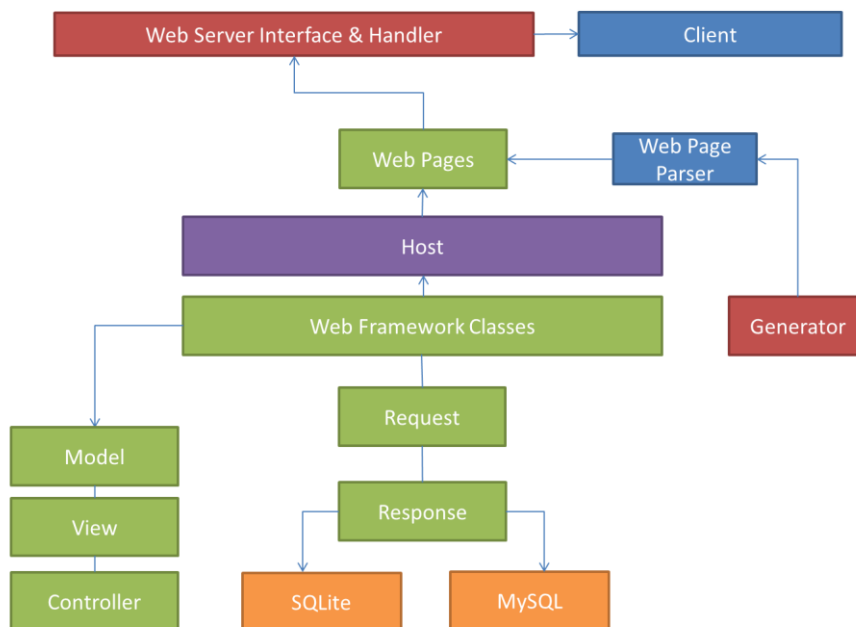 Web Server Interface & Handler
Client
Web Pages
Web Page
Parser
Host
Web Framework Classes
Generator
Request
Model
Response
View
Controller
SQLite
MySQL